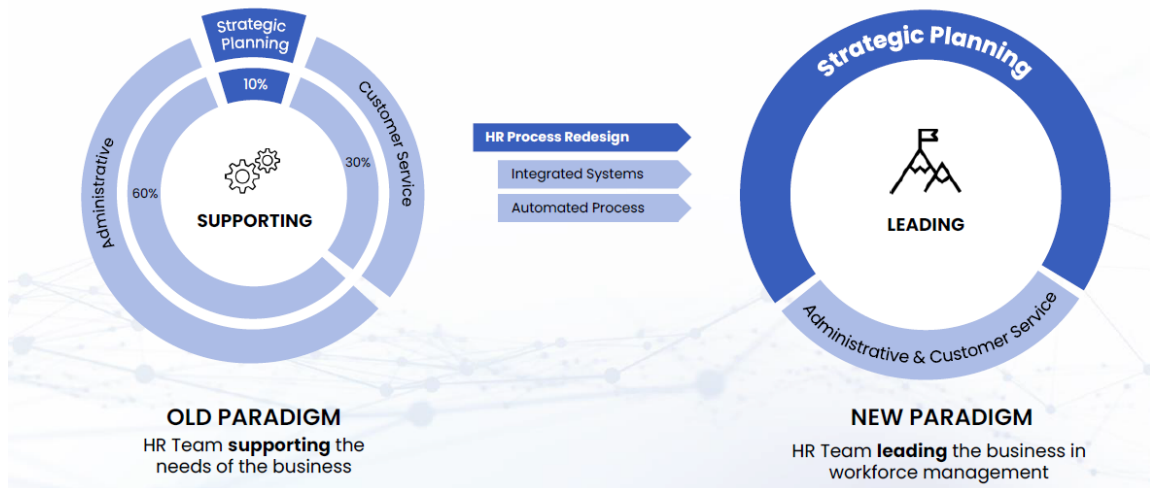 Strategic
Planning
10%
Customer Service
30%
Administrative
60%
SUPPORTING
OLD PARADIGM
HR Team supporting the
needs of the business
HR Process Redesign
Integrated Systems
Automated Process
Strategic Planning
LEADING
Administrative & Customer Service
NEW PARADIGM
HR Team leading the business in
workforce management